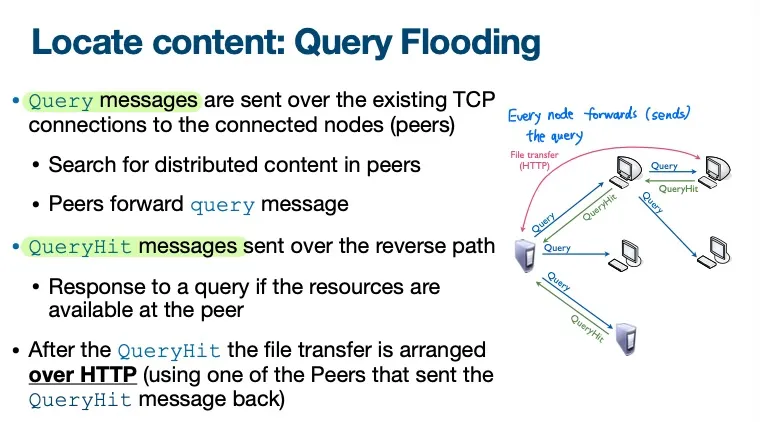 Locate content: Query Flooding
• Query messages are sent over the existing TCP
connections to the connected nodes (peers)
• Search for distributed content in peers
• Peers forward query message
• QueryHit messages sent over the reverse path
• Response to a query if the resources are
available at the peer
• After the QueryHit the file transfer is arranged
over HTTP (using one of the Peers that sent the
QueryHit message back)
Every node forwards (sends)
the query
File transfer
(HTTP)
Query
QueryHit
Query
QueryHit
Query
Query
Query
QueryHit